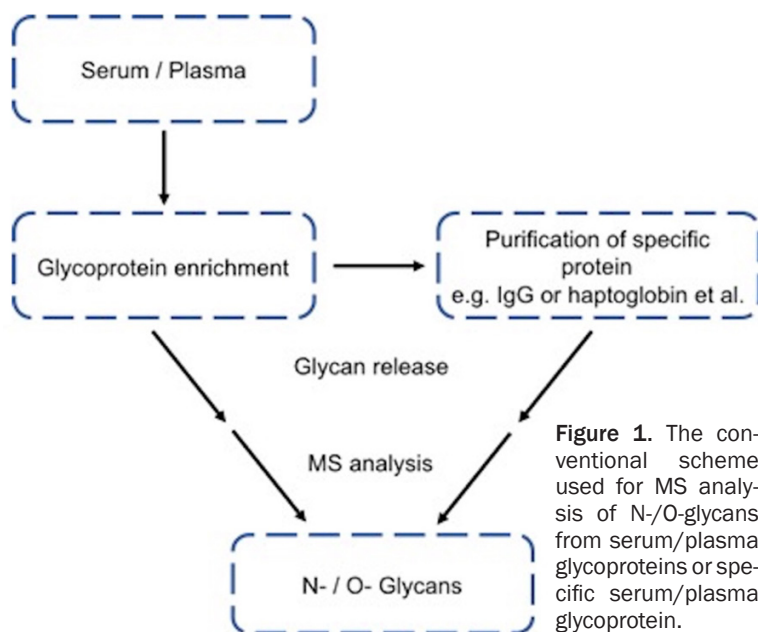 Serum / Plasma
Glycoprotein enrichment
Purification of specific
protein
e.g. IgG or haptoglobin et al.
Glycan release
MS analysis
N- / O- Glycans
Figure 1. The con-
ventional scheme
used for MS analy-
sis of N-/O-glycans
from serum/plasma
glycoproteins or spe-
cific serum/plasma
glycoprotein.